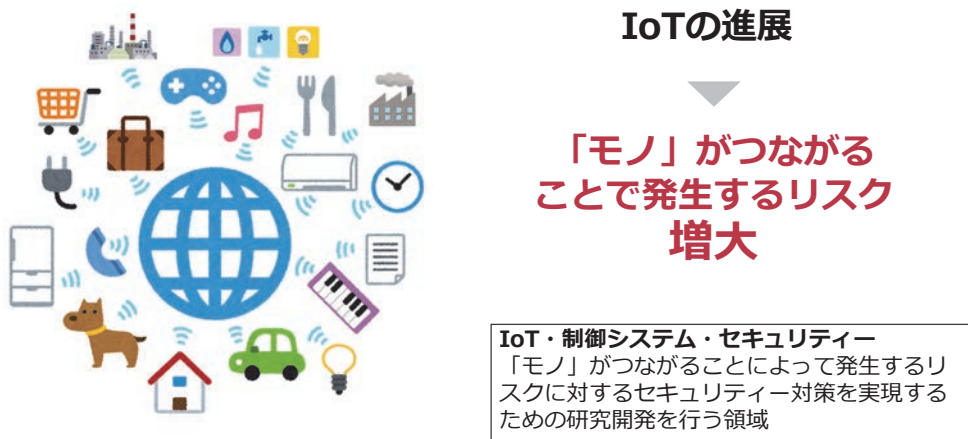 IoTの進展
「モノ」がつながる
ことで発生するリスク
増大
IoT・制御システム・セキュリティー
「モノ」がつながることによって発生するリ
スクに対するセキュリティー対策を実現する
ための研究開発を行う領域